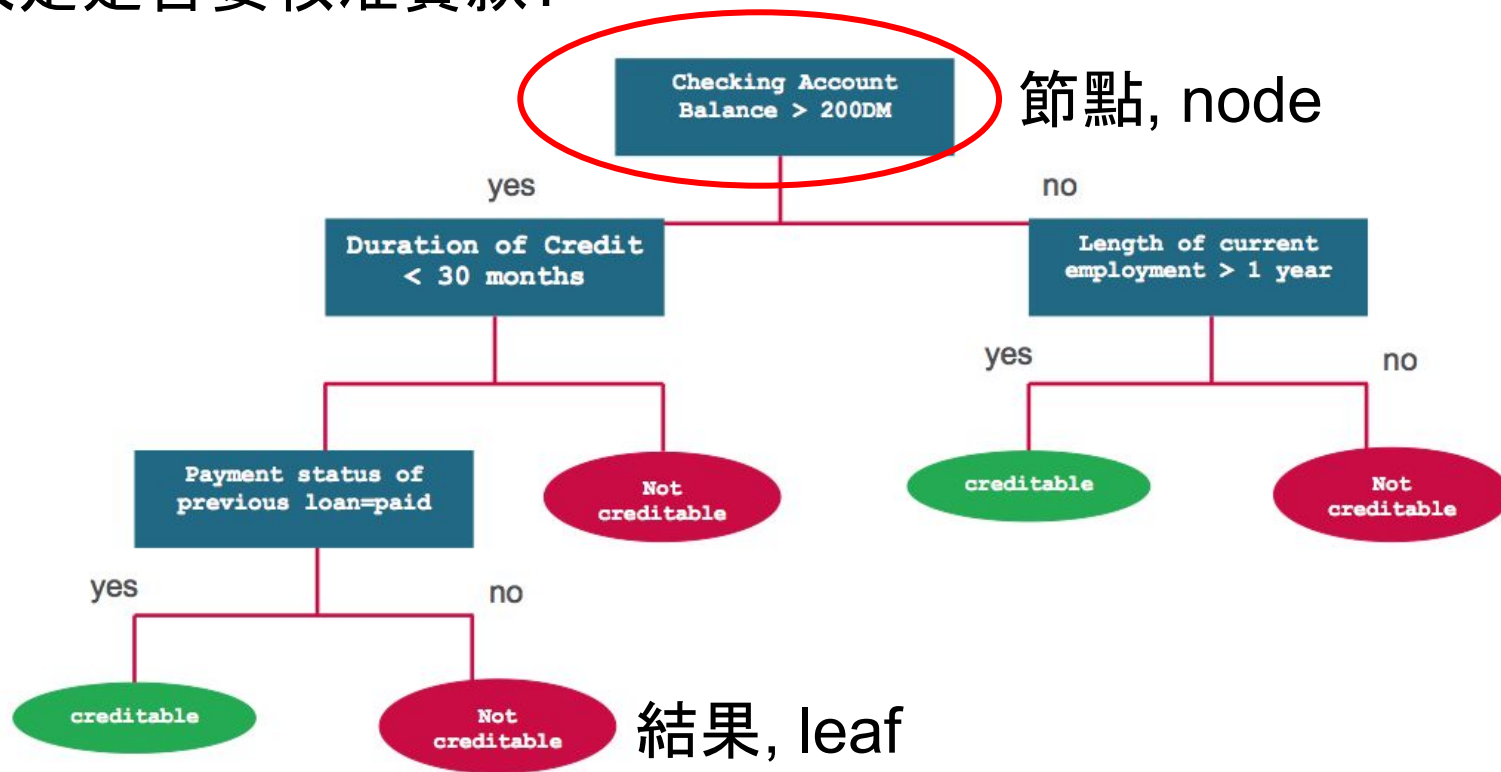 Checking Account
Balance > 200DM
節點, node
yes
no
Duration of Credit
< 30 months
Length of current
employment > 1 year
yes
no
Payment status of
previous loan=paid
Not
creditable
creditable
Not
creditable
yes
no
creditable
Not
creditable
結果, leaf